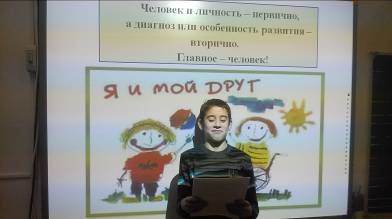 Человек и личность – первично,
а диагноз или особенность развития –
вторично.
Главное – человек!
Я И МОЙ ДРУГ